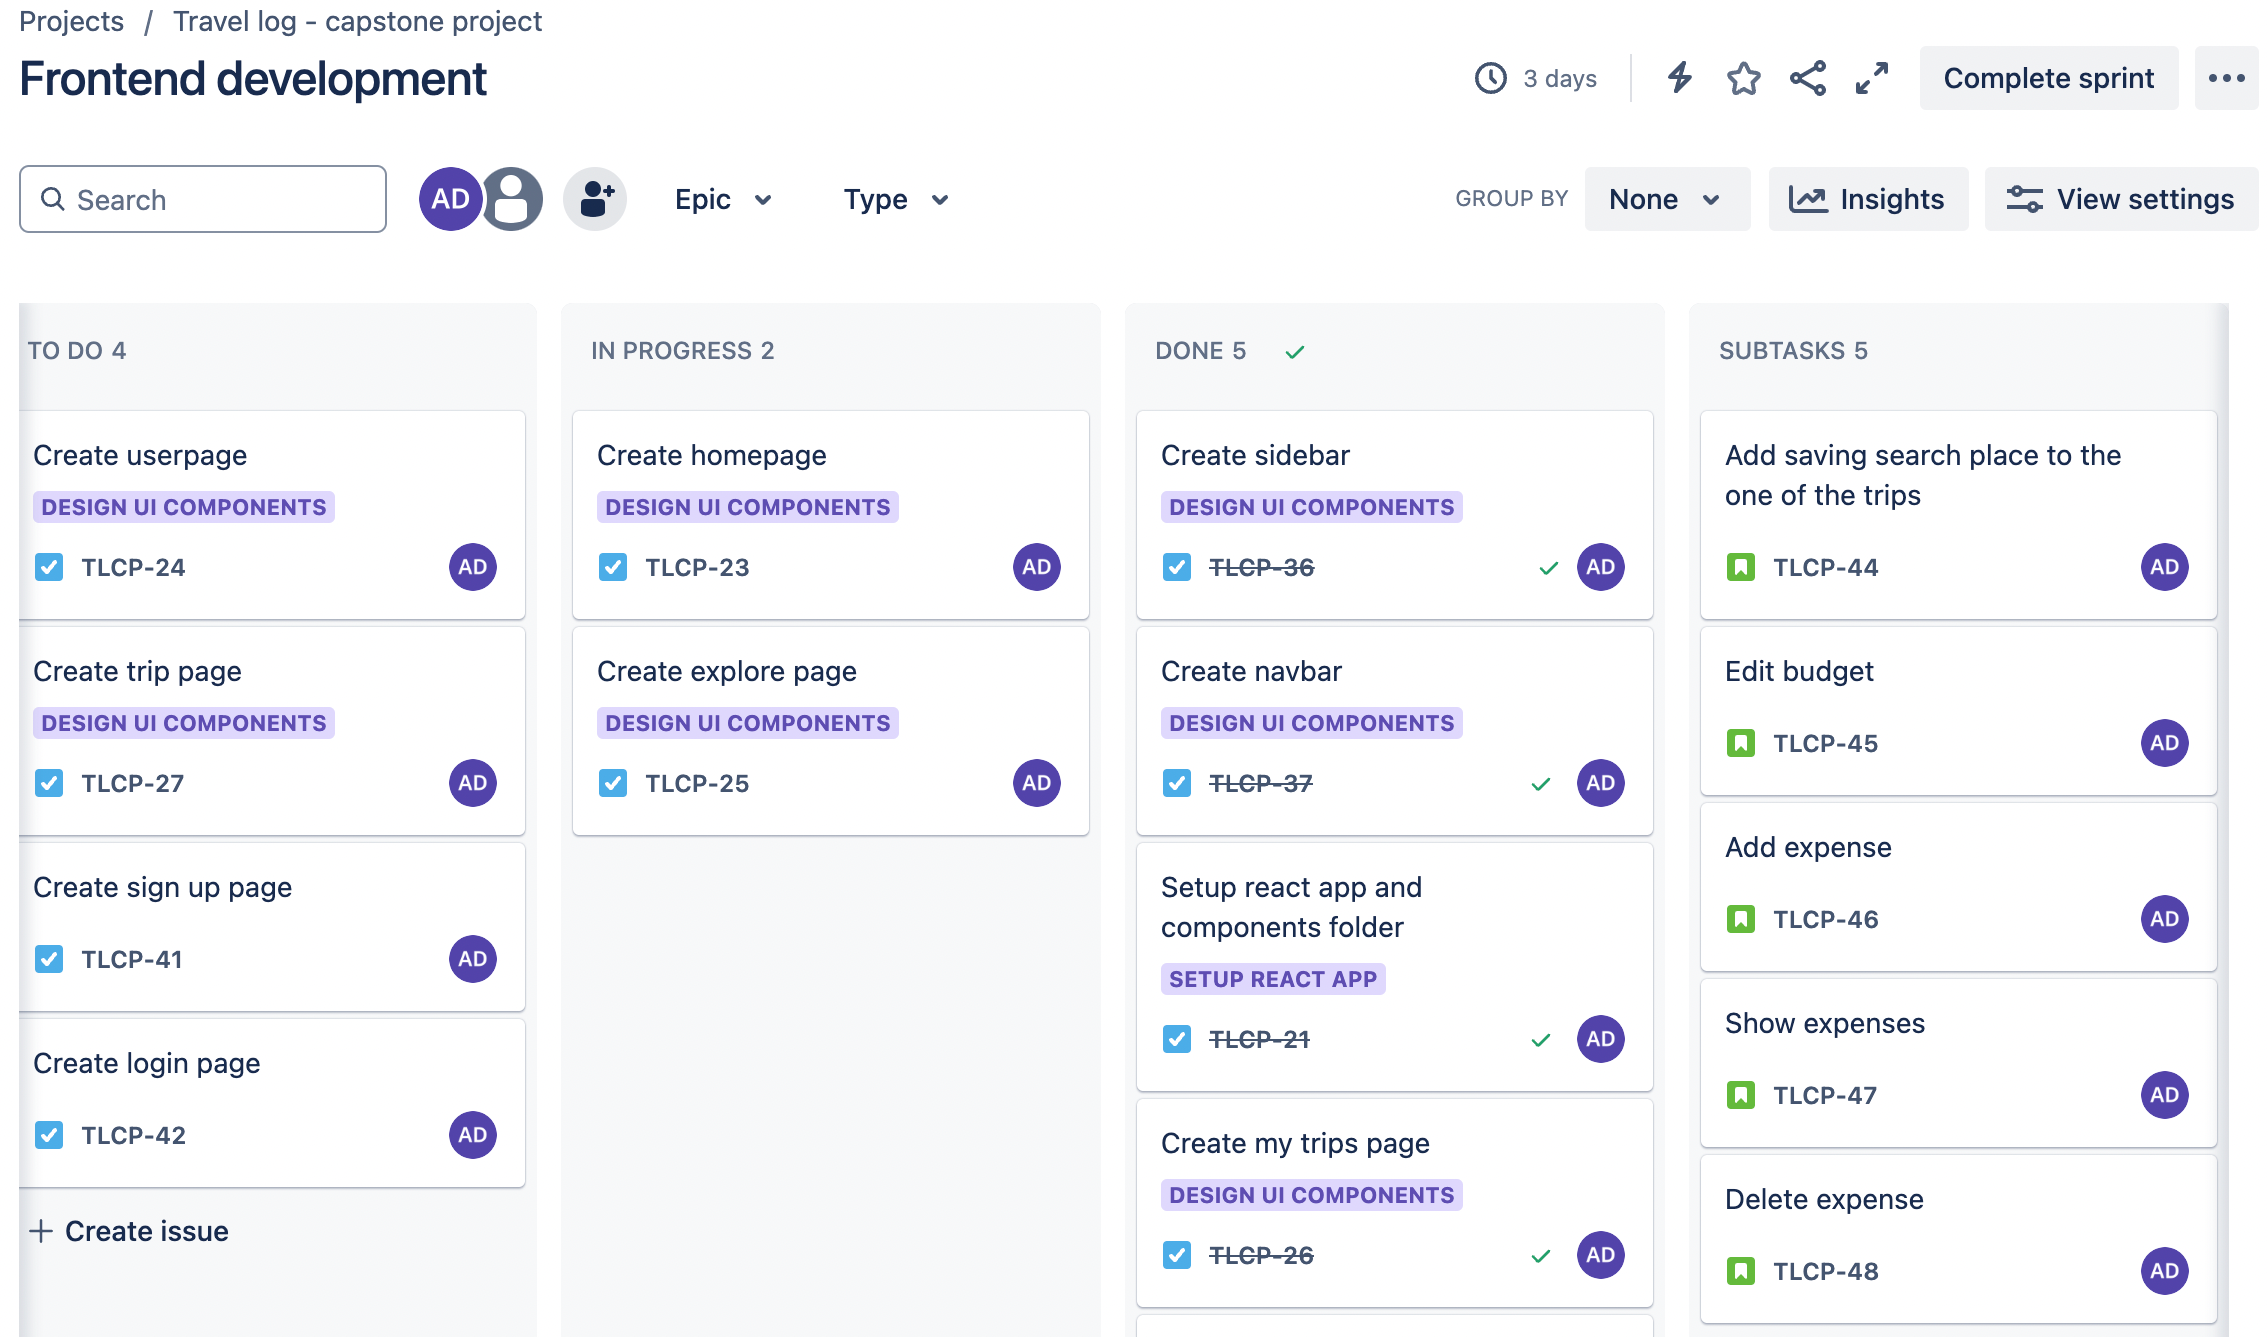 Projects / Travel log - capstone project
Frontend development
3 days
Complete sprint
Search
AD
Epic
Type
GROUP BY
None
Insights
View settings
TO DO 4
Create userpage
DESIGN UI COMPONENTS
TLCP-24
AD
Create trip page
DESIGN UI COMPONENTS
TLCP-27
AD
Create sign up page
TLCP-41
AD
Create login page
TLCP-42
AD
+ Create issue
IN PROGRESS 2
Create homepage
DESIGN UI COMPONENTS
TLCP-23
AD
Create explore page
DESIGN UI COMPONENTS
TLCP-25
AD
DONE 5
Create sidebar
DESIGN UI COMPONENTS
TLCP-36
AD
Create navbar
DESIGN UI COMPONENTS
TLCP-37
AD
Setup react app and
components folder
SETUP REACT APP
TLCP-21
AD
Create my trips page
DESIGN UI COMPONENTS
TLCP-26
AD
SUBTASKS 5
Add saving search place to the
one of the trips
TLCP-44
AD
Edit budget
TLCP-45
AD
Add expense
TLCP-46
AD
Show expenses
TLCP-47
AD
Delete expense
TLCP-48
AD